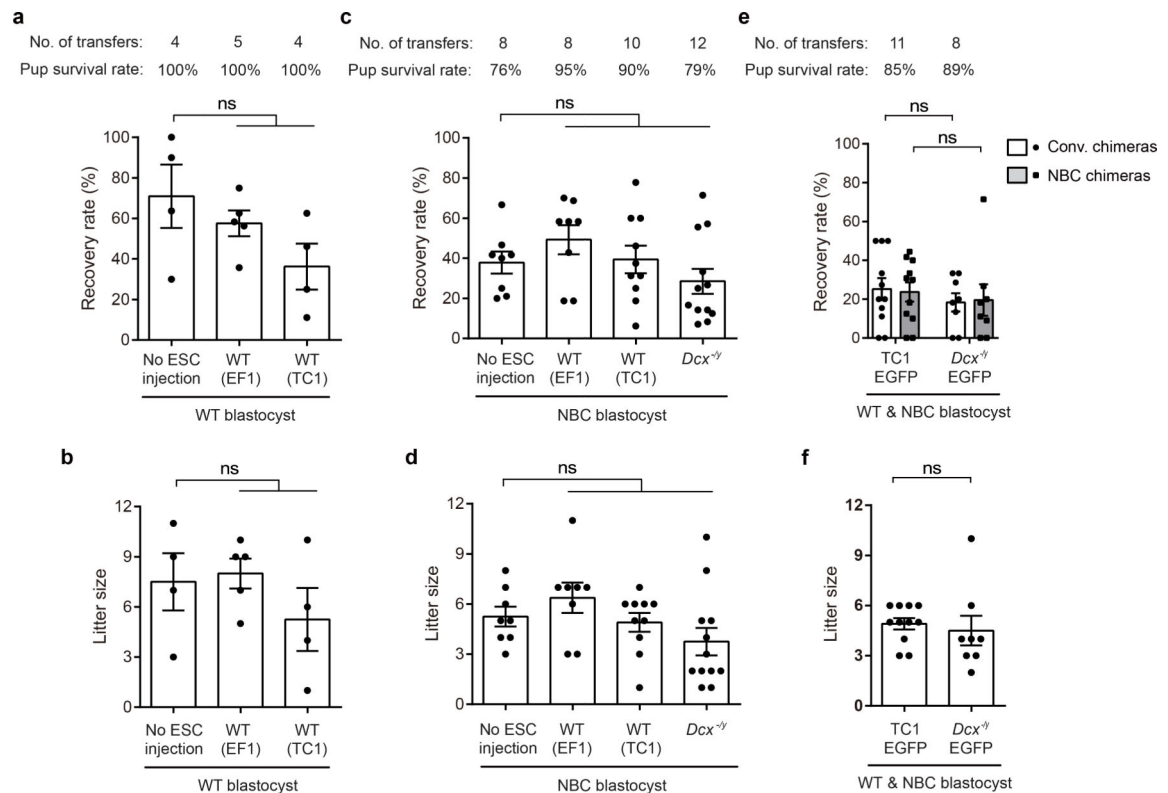 a
No. of transfers: 4 5 4
Pup survival rate: 100% 100% 100%
ns
Recovery rate (%)
100
80
60
40
20
0
No ESC injection
WT (EF1)
WT (TC1)
WT blastocyst
c
No. of transfers: 8 8 10 12
Pup survival rate: 76% 95% 90% 79%
ns
Recovery rate (%)
100
80
60
40
20
0
No ESC injection
WT (EF1)
WT (TC1)
Dcx-/y
NBC blastocyst
e
No. of transfers: 11 8
Pup survival rate: 85% 89%
ns
ns
Conv. chimeras
NBC chimeras
Recovery rate (%)
100
80
60
40
20
0
TC1 EGFP
Dcx-/y EGFP
WT & NBC blastocyst
b
ns
Litter size
12
9
6
3
0
No ESC injection
WT (EF1)
WT (TC1)
WT blastocyst
d
ns
Litter size
12
9
6
3
0
No ESC injection
WT (EF1)
WT (TC1)
Dcx-/y
NBC blastocyst
f
ns
Litter size
12
9
6
3
0
TC1 EGFP
Dcx-/y EGFP
WT & NBC blastocyst